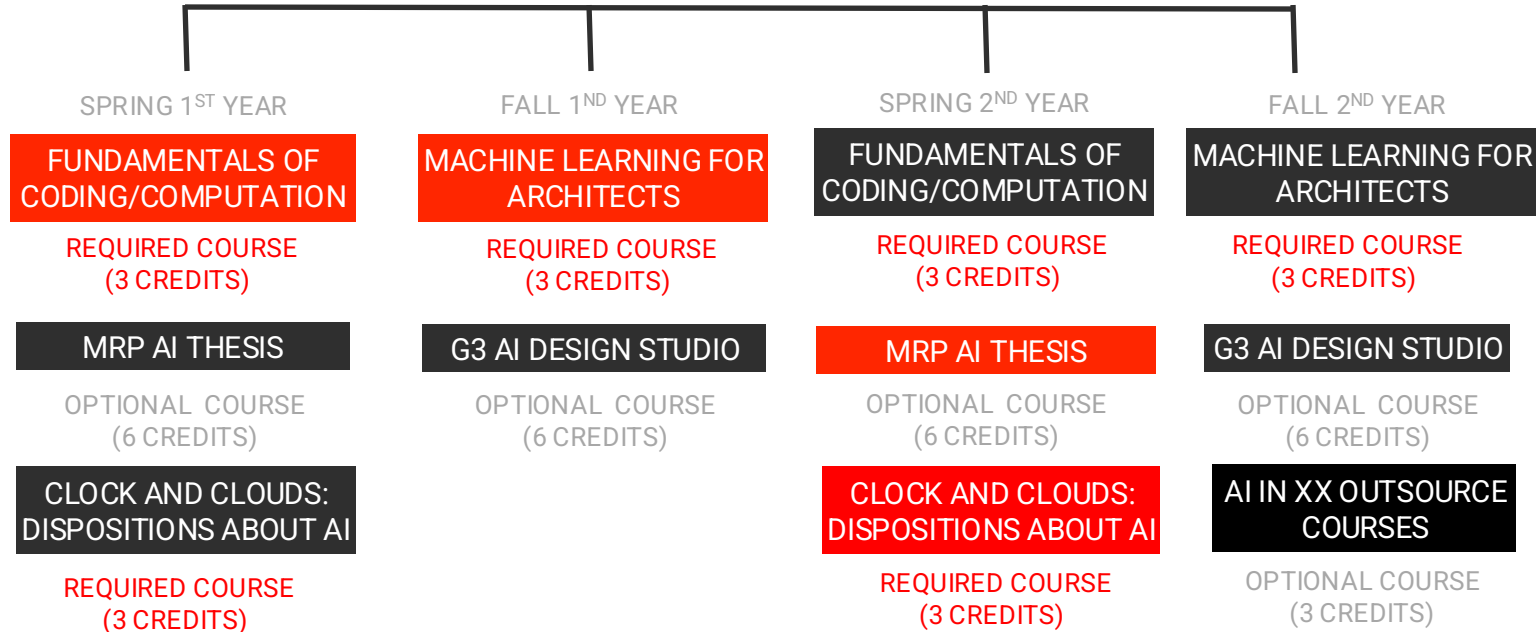 SPRING 1ST YEAR
FUNDAMENTALS OF
CODING/COMPUTATION
REQUIRED COURSE
(3 CREDITS)
MRP AI THESIS
OPTIONAL COURSE
(6 CREDITS)
CLOCK AND CLOUDS:
DISPOSITIONS ABOUT AI
REQUIRED COURSE
(3 CREDITS)
FALL 1ND YEAR
MACHINE LEARNING FOR
ARCHITECTS
REQUIRED COURSE
(3 CREDITS)
G3 AI DESIGN STUDIO
OPTIONAL COURSE
(6 CREDITS)
SPRING 2ND YEAR
FUNDAMENTALS OF
CODING/COMPUTATION
REQUIRED COURSE
(3 CREDITS)
MRP AI THESIS
OPTIONAL COURSE
(6 CREDITS)
CLOCK AND CLOUDS:
DISPOSITIONS ABOUT AI
REQUIRED COURSE
(3 CREDITS)
FALL 2ND YEAR
MACHINE LEARNING FOR
ARCHITECTS
REQUIRED COURSE
(3 CREDITS)
G3 AI DESIGN STUDIO
OPTIONAL COURSE
(6 CREDITS)
AI IN XX OUTSOURCE
COURSES
OPTIONAL COURSE
(3 CREDITS)